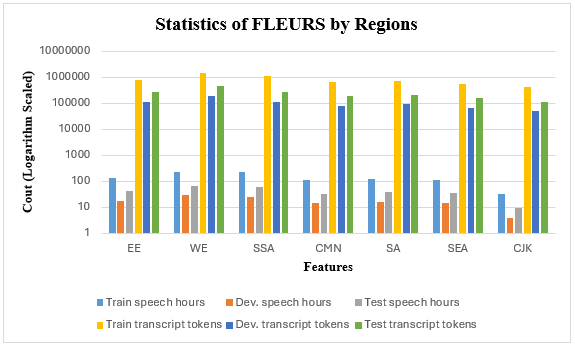 Statistics of FLEURS by Regions
Cout (Logarithm Scaled)
10000000
1000000
100000
10000
1000
100
10
1
EE WE SSA CMN SA SEA CJK
Features
Train speech hours Dev. speech hours Test speech hours
Train transcript tokens Dev. transcript tokens Test transcript tokens